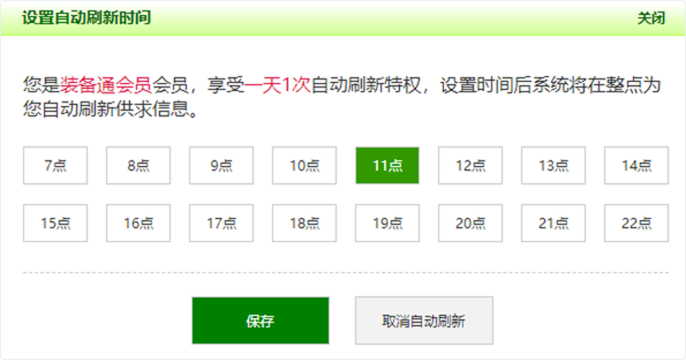 设置自动刷新时间 关闭
您是装备通会员会员，享受一天1次自动刷新特权，设置时间后系统将在整点为
您自动刷新供求信息。
7点 8点 9点 10点 11点 12点 13点 14点
15点 16点 17点 18点 19点 20点 21点 22点
保存 取消自动刷新